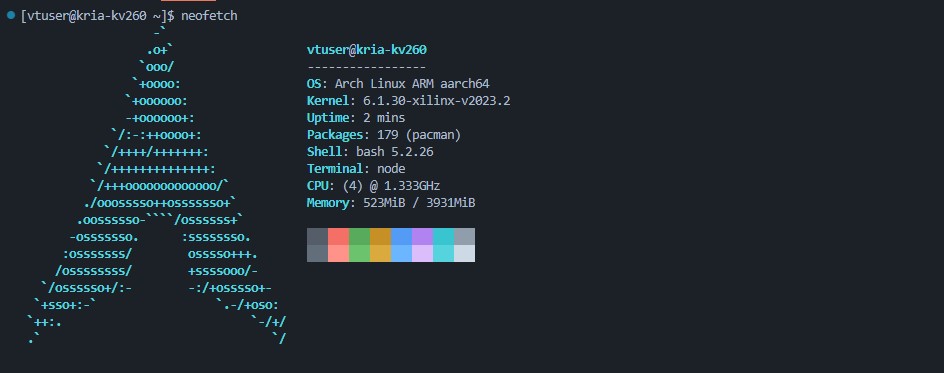 [vtuser@kria-kv260 ~]$ neofetch
                   -`
                  .o+`                 vtuser@kria-kv260
                 `ooo/                 -----------------
                `+oooo:                OS: Arch Linux ARM aarch64
               `+oooooo:               Kernel: 6.1.30-xilinx-v2023.2
               -+oooooo+:              Uptime: 2 mins
             `/:-:++oooo+:             Packages: 179 (pacman)
            `/++++/+++++++:            Shell: bash 5.2.26
           `/++++++++++++++:           Terminal: node
          `/+++ooooooooooooo/`         CPU: (4) @ 1.333GHz
         ./ooosssso++osssssso+`        Memory: 523MiB / 3931MiB
        .oossssso-````/ossssss+`
       -osssssso.      :ssssssso.
      :osssssss/        osssso+++.
     /ossssssss/        +ssssooo/-
   `/ossssso+/:-        -:/+osssso+-
  `+sso+:-`                 `.-/+oso:
 `++:.                           `-/+/
 .`                                 `/